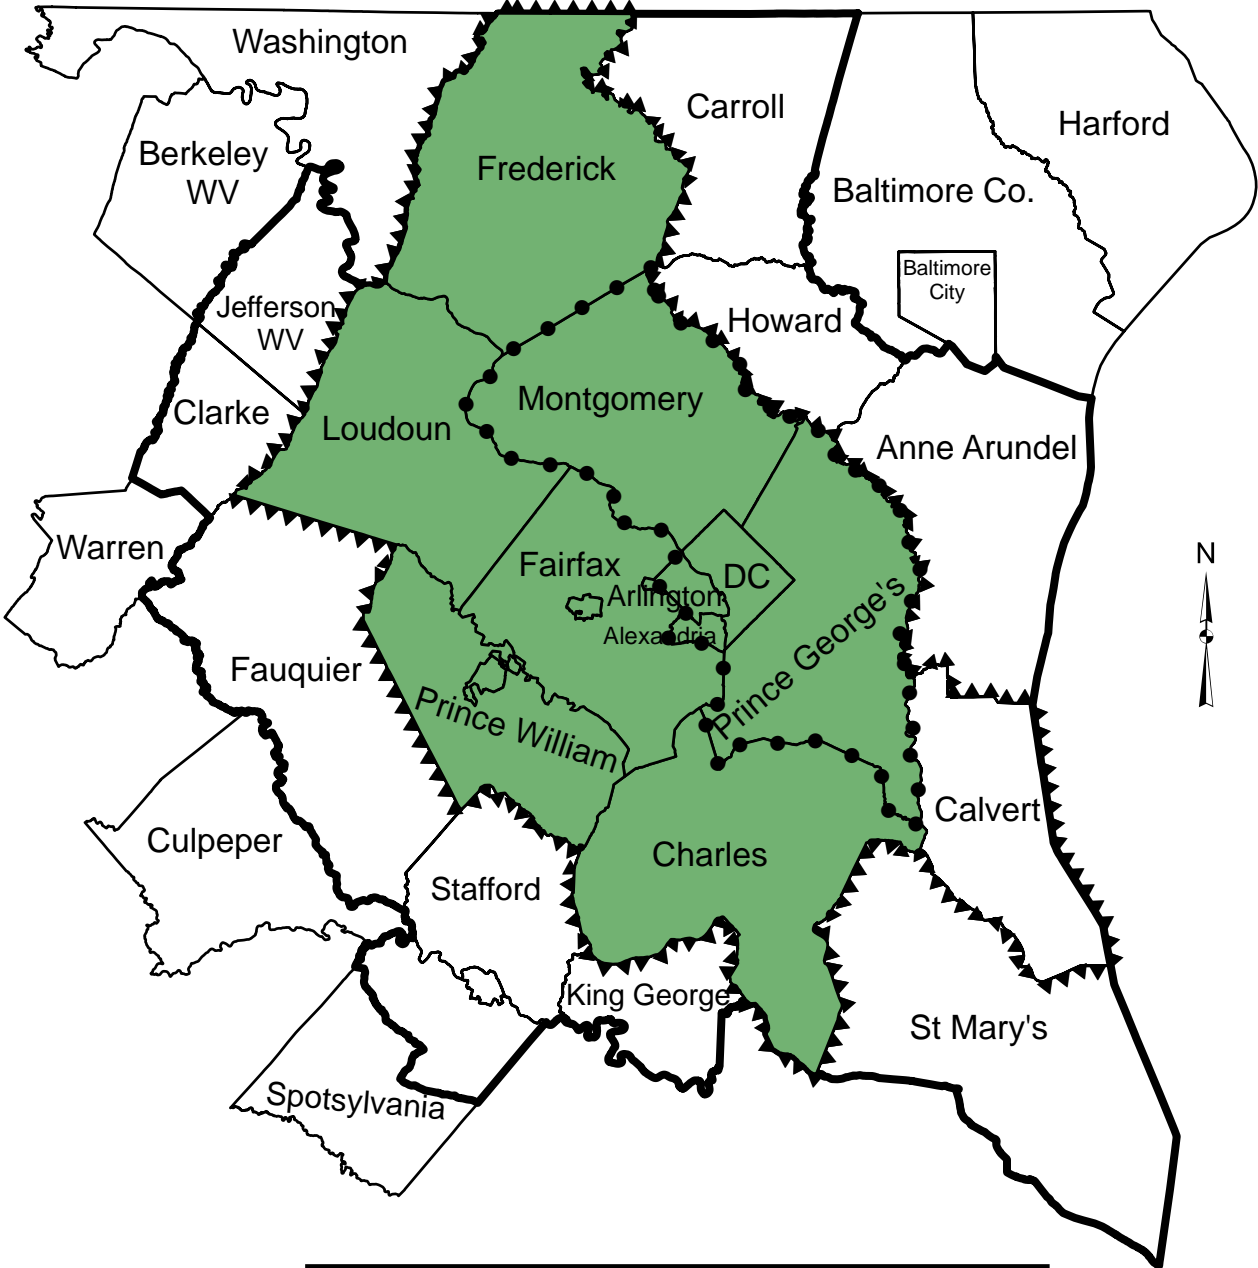 Washington
Carroll
Harford
Berkeley
WV
Frederick
Baltimore Co.
Baltimore
City
Jefferson
WV
Howard
Clarke
Loudoun
Montgomery
Anne Arundel
Warren
Fairfax
DC
N
Arlington
Alexandria
Prince George's
Fauquier
Prince William
Culpeper
Calvert
Charles
Stafford
King George
St Mary's
Spotsylvania